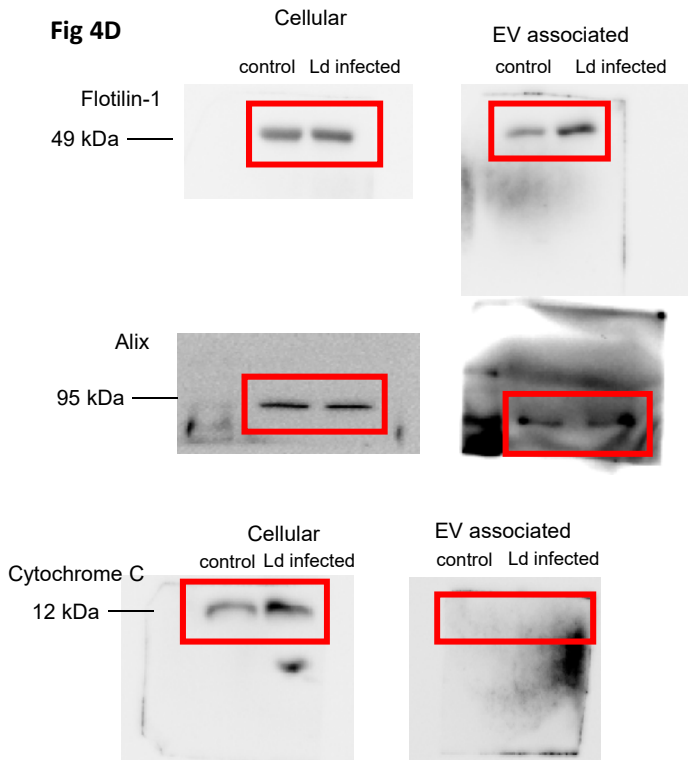 Fig 4D
Cellular
EV associated
control Ld infected
control Ld infected
Flotilin-1
49 kDa
Alix
95 kDa
Cellular
EV associated
control Ld infected
control Ld infected
Cytochrome C
12 kDa